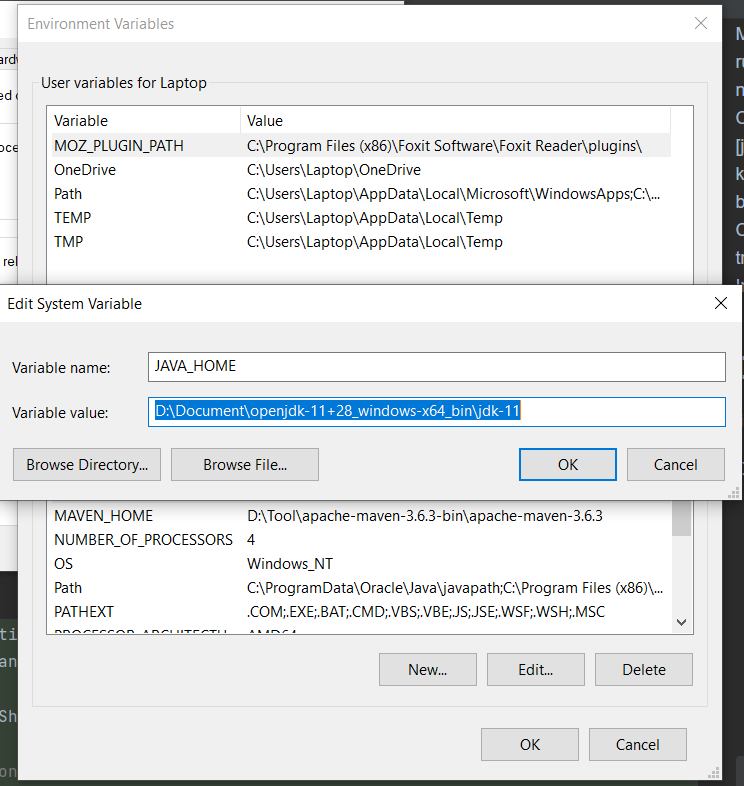 Environment Variables
User variables for Laptop
Variable Value
MOZ_PLUGIN_PATH C:\Program Files (x86)\Foxit Software\Foxit Reader\plugins\
OneDrive C:\Users\Laptop\OneDrive
Path C:\Users\Laptop\AppData\Local\Microsoft\WindowsApps;C:\...
TEMP C:\Users\Laptop\AppData\Local\Temp
TMP C:\Users\Laptop\AppData\Local\Temp
Edit System Variable
Variable name: JAVA_HOME
Variable value: D:\Document\openjdk-11+28_windows-x64_bin\jdk-11
Browse Directory... Browse File... OK Cancel
MAVEN_HOME D:\Tool\apache-maven-3.6.3-bin\apache-maven-3.6.3
NUMBER_OF_PROCESSORS 4
OS Windows_NT
Path C:\ProgramData\Oracle\Java\javapath;C:\Program Files (x86)\...
PATHEXT .COM;.EXE;.BAT;.CMD;.VBS;.VBE;.JS;.JSE;.WSF;.WSH;.MSC
New... Edit... Delete
OK Cancel